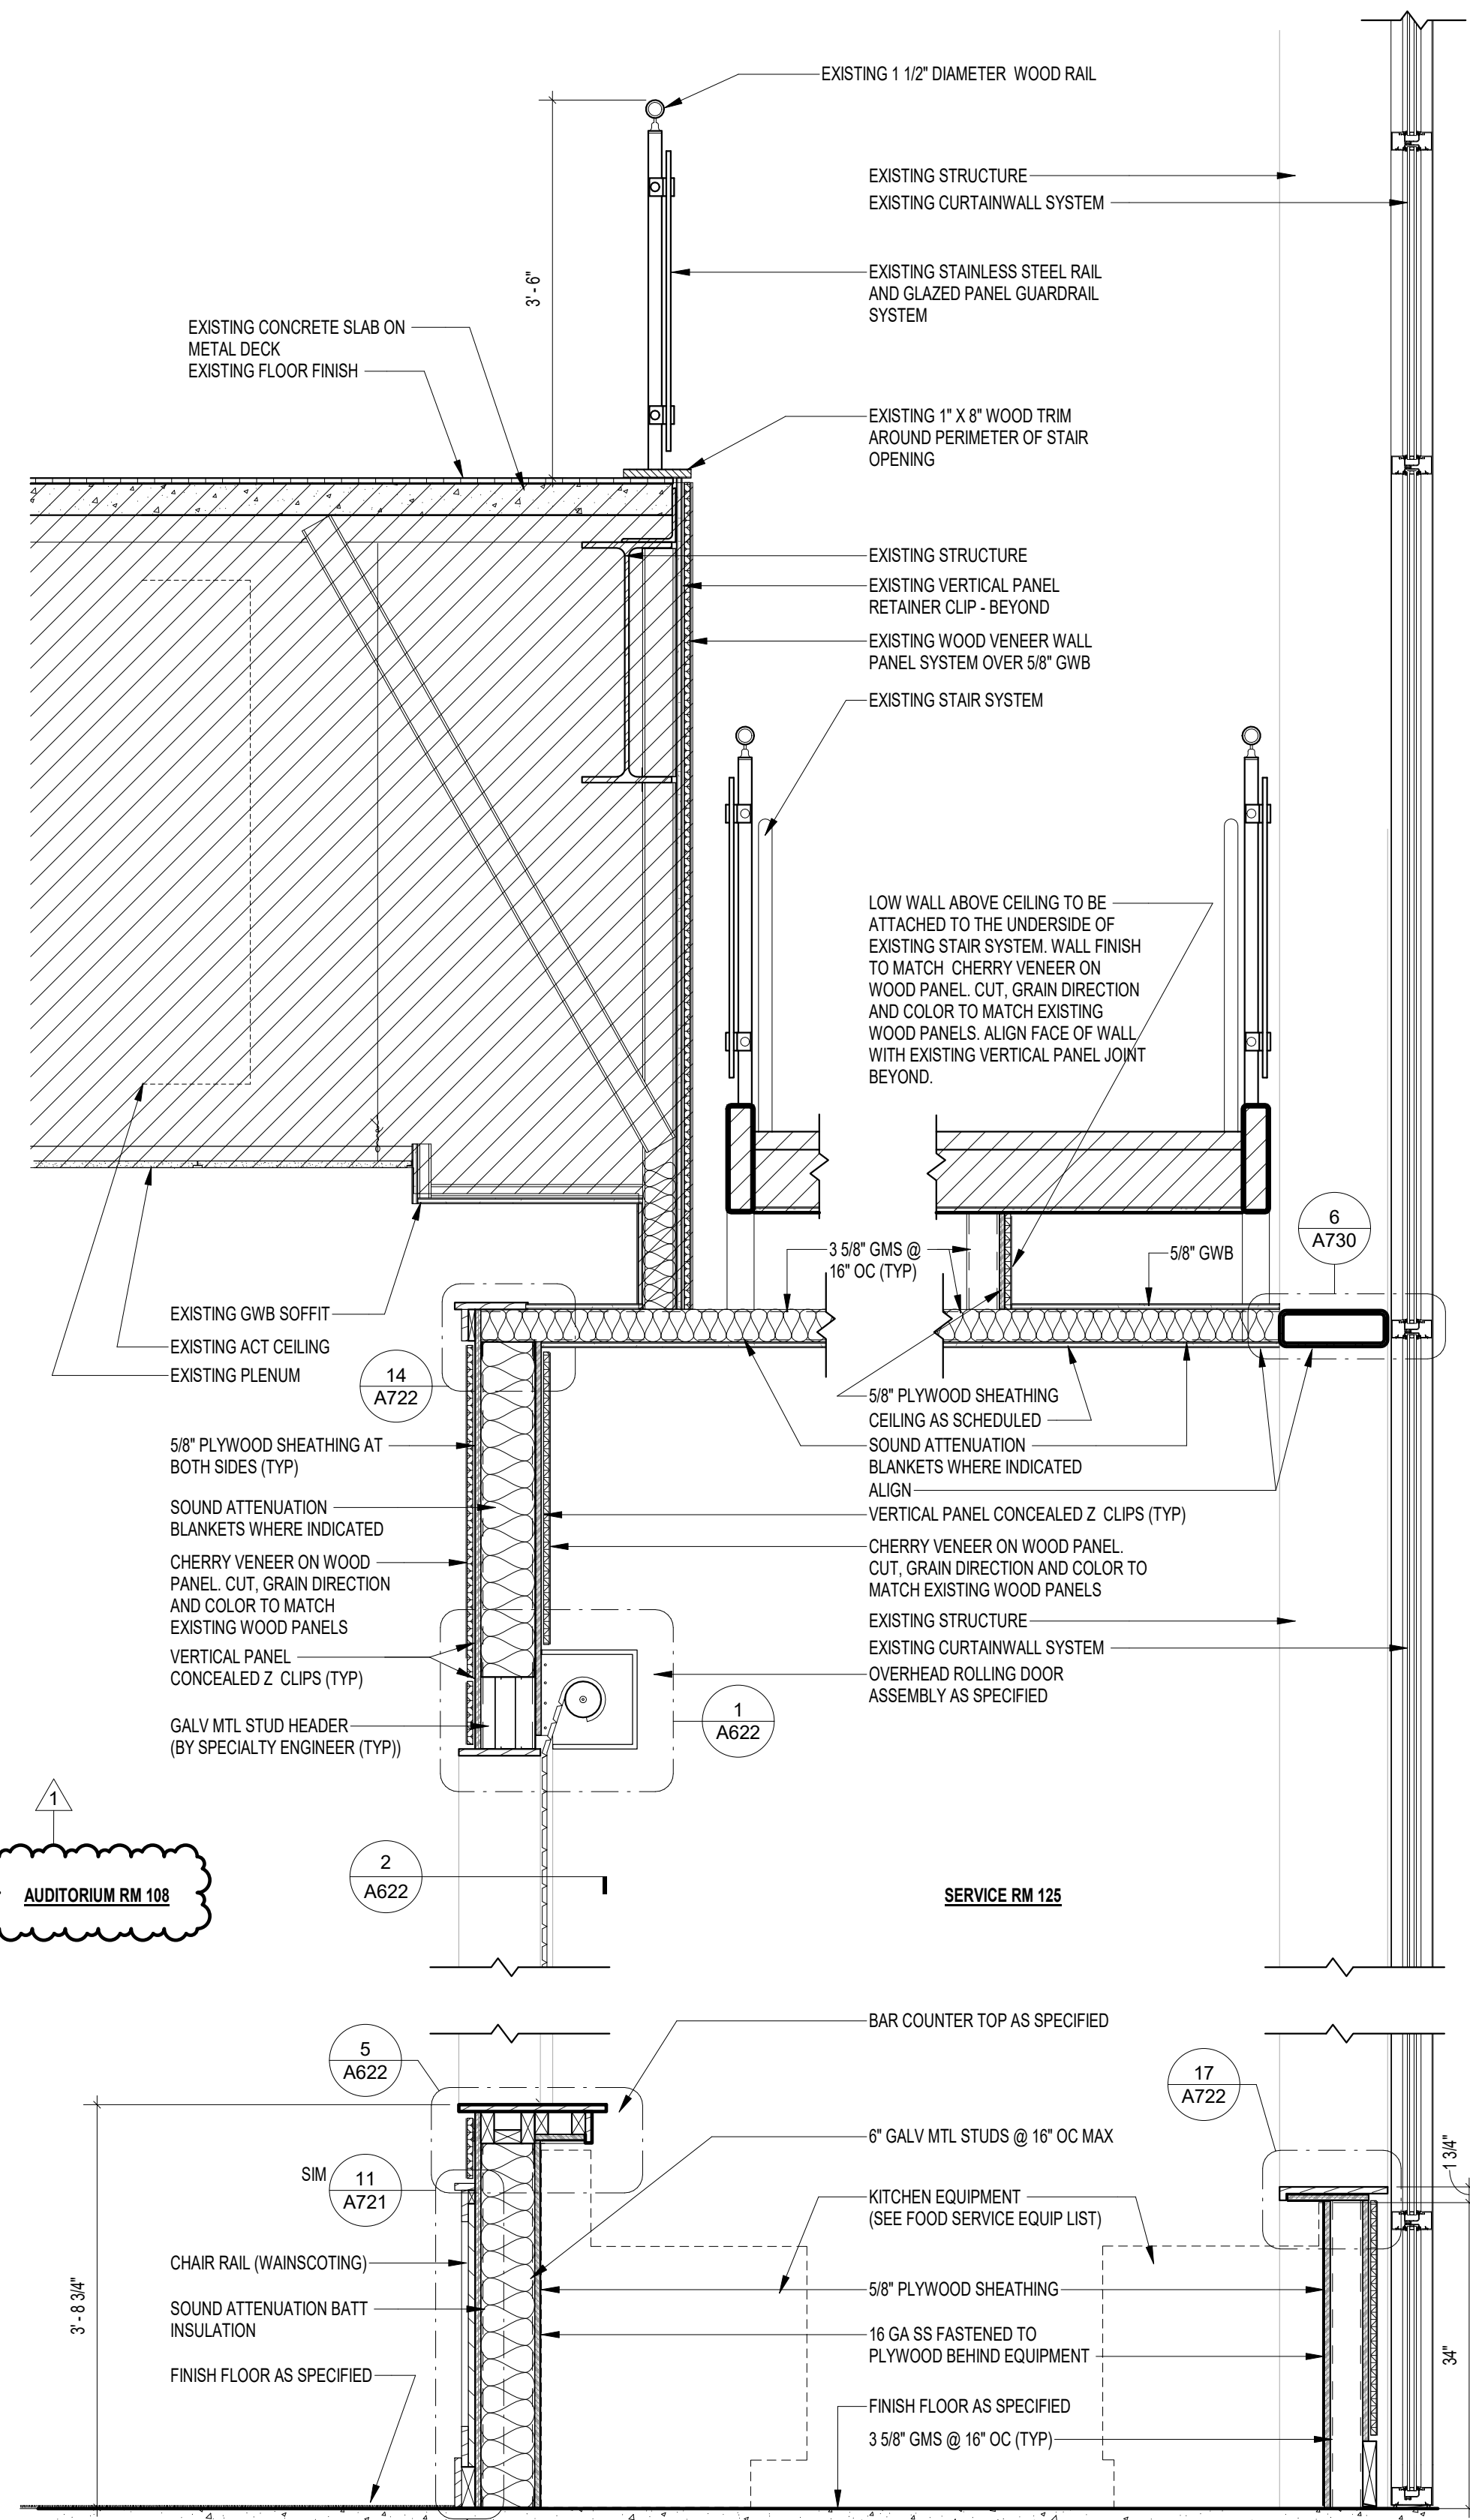 EXISTING 1 1/2" DIAMETER WOOD RAIL
EXISTING STRUCTURE
EXISTING CURTAINWALL SYSTEM
3' - 6"
EXISTING STAINLESS STEEL RAIL
AND GLAZED PANEL GUARDRAIL
SYSTEM
EXISTING CONCRETE SLAB ON
METAL DECK
EXISTING FLOOR FINISH
EXISTING 1" X 8" WOOD TRIM
AROUND PERIMETER OF STAIR
OPENING
EXISTING STRUCTURE
EXISTING VERTICAL PANEL
RETAINER CLIP - BEYOND
EXISTING WOOD VENEER WALL
PANEL SYSTEM OVER 5/8" GWB
EXISTING STAIR SYSTEM
LOW WALL ABOVE CEILING TO BE
ATTACHED TO THE UNDERSIDE OF
EXISTING STAIR SYSTEM. WALL FINISH
TO MATCH CHERRY VENEER ON
WOOD PANEL. CUT, GRAIN DIRECTION
AND COLOR TO MATCH EXISTING
WOOD PANELS. ALIGN FACE OF WALL
WITH EXISTING VERTICAL PANEL JOINT
BEYOND.
6
A730
3 5/8" GMS @
16" OC (TYP)
5/8" GWB
EXISTING GWB SOFFIT
EXISTING ACT CEILING
EXISTING PLENUM
14
A722
5/8" PLYWOOD SHEATHING
CEILING AS SCHEDULED
SOUND ATTENUATION
BLANKETS WHERE INDICATED
ALIGN
VERTICAL PANEL CONCEALED Z CLIPS (TYP)
CHERRY VENEER ON WOOD PANEL.
CUT, GRAIN DIRECTION AND COLOR TO
MATCH EXISTING WOOD PANELS
EXISTING STRUCTURE
EXISTING CURTAINWALL SYSTEM
OVERHEAD ROLLING DOOR
ASSEMBLY AS SPECIFIED
5/8" PLYWOOD SHEATHING AT
BOTH SIDES (TYP)
SOUND ATTENUATION
BLANKETS WHERE INDICATED
CHERRY VENEER ON WOOD
PANEL. CUT, GRAIN DIRECTION
AND COLOR TO MATCH
EXISTING WOOD PANELS
VERTICAL PANEL
CONCEALED Z CLIPS (TYP)
GALV MTL STUD HEADER
(BY SPECIALTY ENGINEER (TYP))
1
A622
1
AUDITORIUM RM 108
2
A622
SERVICE RM 125
BAR COUNTER TOP AS SPECIFIED
5
A622
17
A722
6" GALV MTL STUDS @ 16" OC MAX
1 3/4"
SIM
11
A721
KITCHEN EQUIPMENT
(SEE FOOD SERVICE EQUIP LIST)
3' - 8 3/4"
CHAIR RAIL (WAINSCOTING)
5/8" PLYWOOD SHEATHING
SOUND ATTENUATION BATT
INSULATION
16 GA SS FASTENED TO
PLYWOOD BEHIND EQUIPMENT
34"
FINISH FLOOR AS SPECIFIED
FINISH FLOOR AS SPECIFIED
3 5/8" GMS @ 16" OC (TYP)